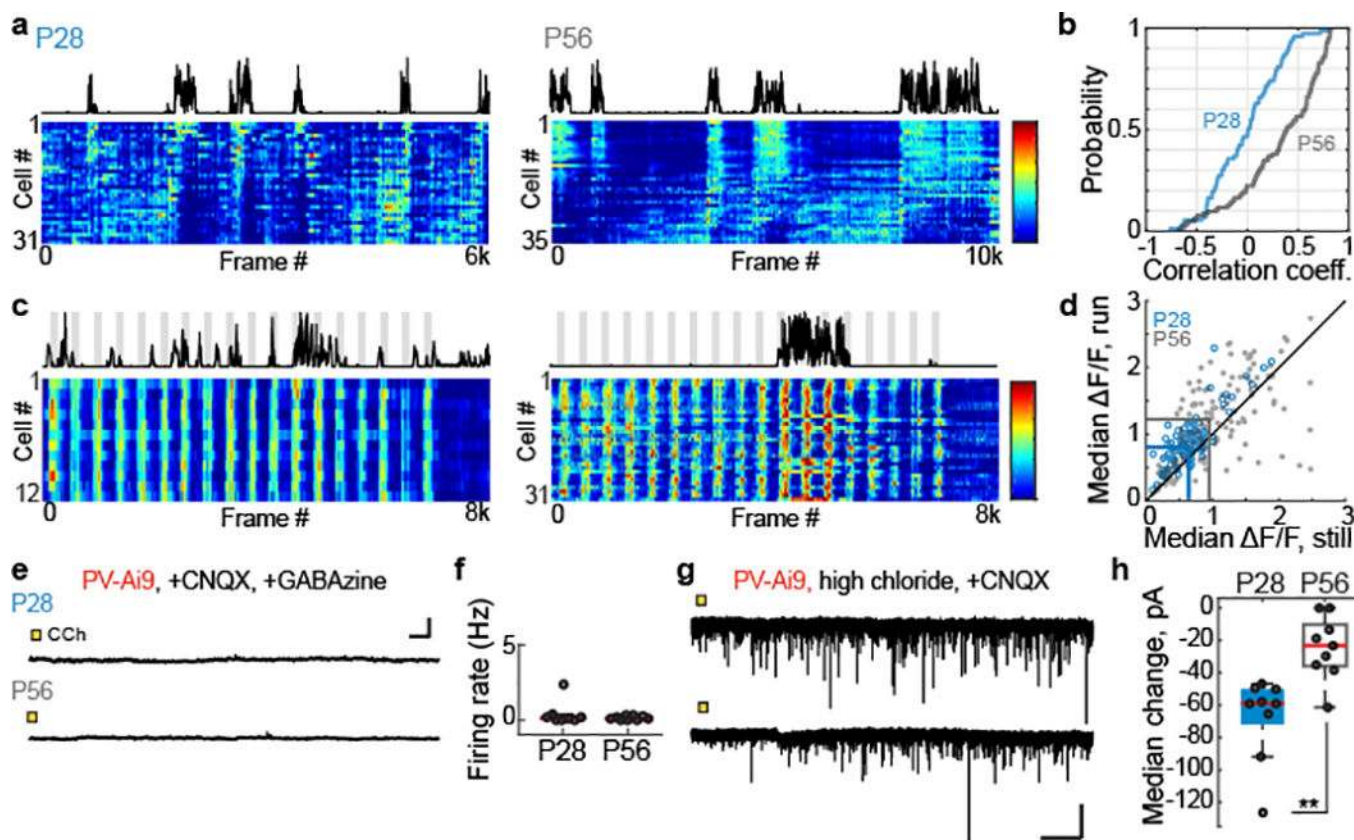 a
P28
P56
1
Cell #
31
0
Frame #
6k
1
Cell #
35
0
Frame #
10k
b
1
0.5
0
Probability
P28
P56
-1
-0.5
0
0.5
1
Correlation coeff.
c
1
Cell #
12
0
Frame #
8k
1
Cell #
31
0
Frame #
8k
d
3
2
1
0
P28
P56
Median ΔF/F, run
0
1
2
3
Median ΔF/F, still
e
PV-Ai9, +CNQX, +GABAzine
P28
CCh
P56
f
Firing rate (Hz)
5
0
P28
P56
g
PV-Ai9, high chloride, +CNQX
h
P28
P56
Median change, pA
0
-20
-40
-60
-80
-100
-120
**